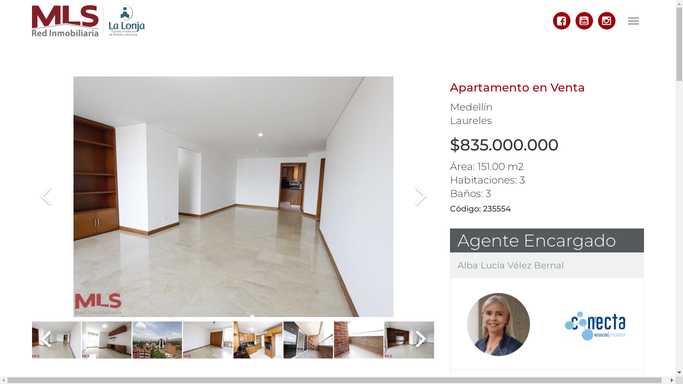 MLS
Red Inmobiliaria
La Lonja
Apartamento en Venta
Medellín
Laureles
$835.000.000
Área: 151.00 m2
Habitaciones: 3
Baños: 3
Código: 235554
Agente Encargado
Alba Lucia Vélez Bernal
conecta
MLS